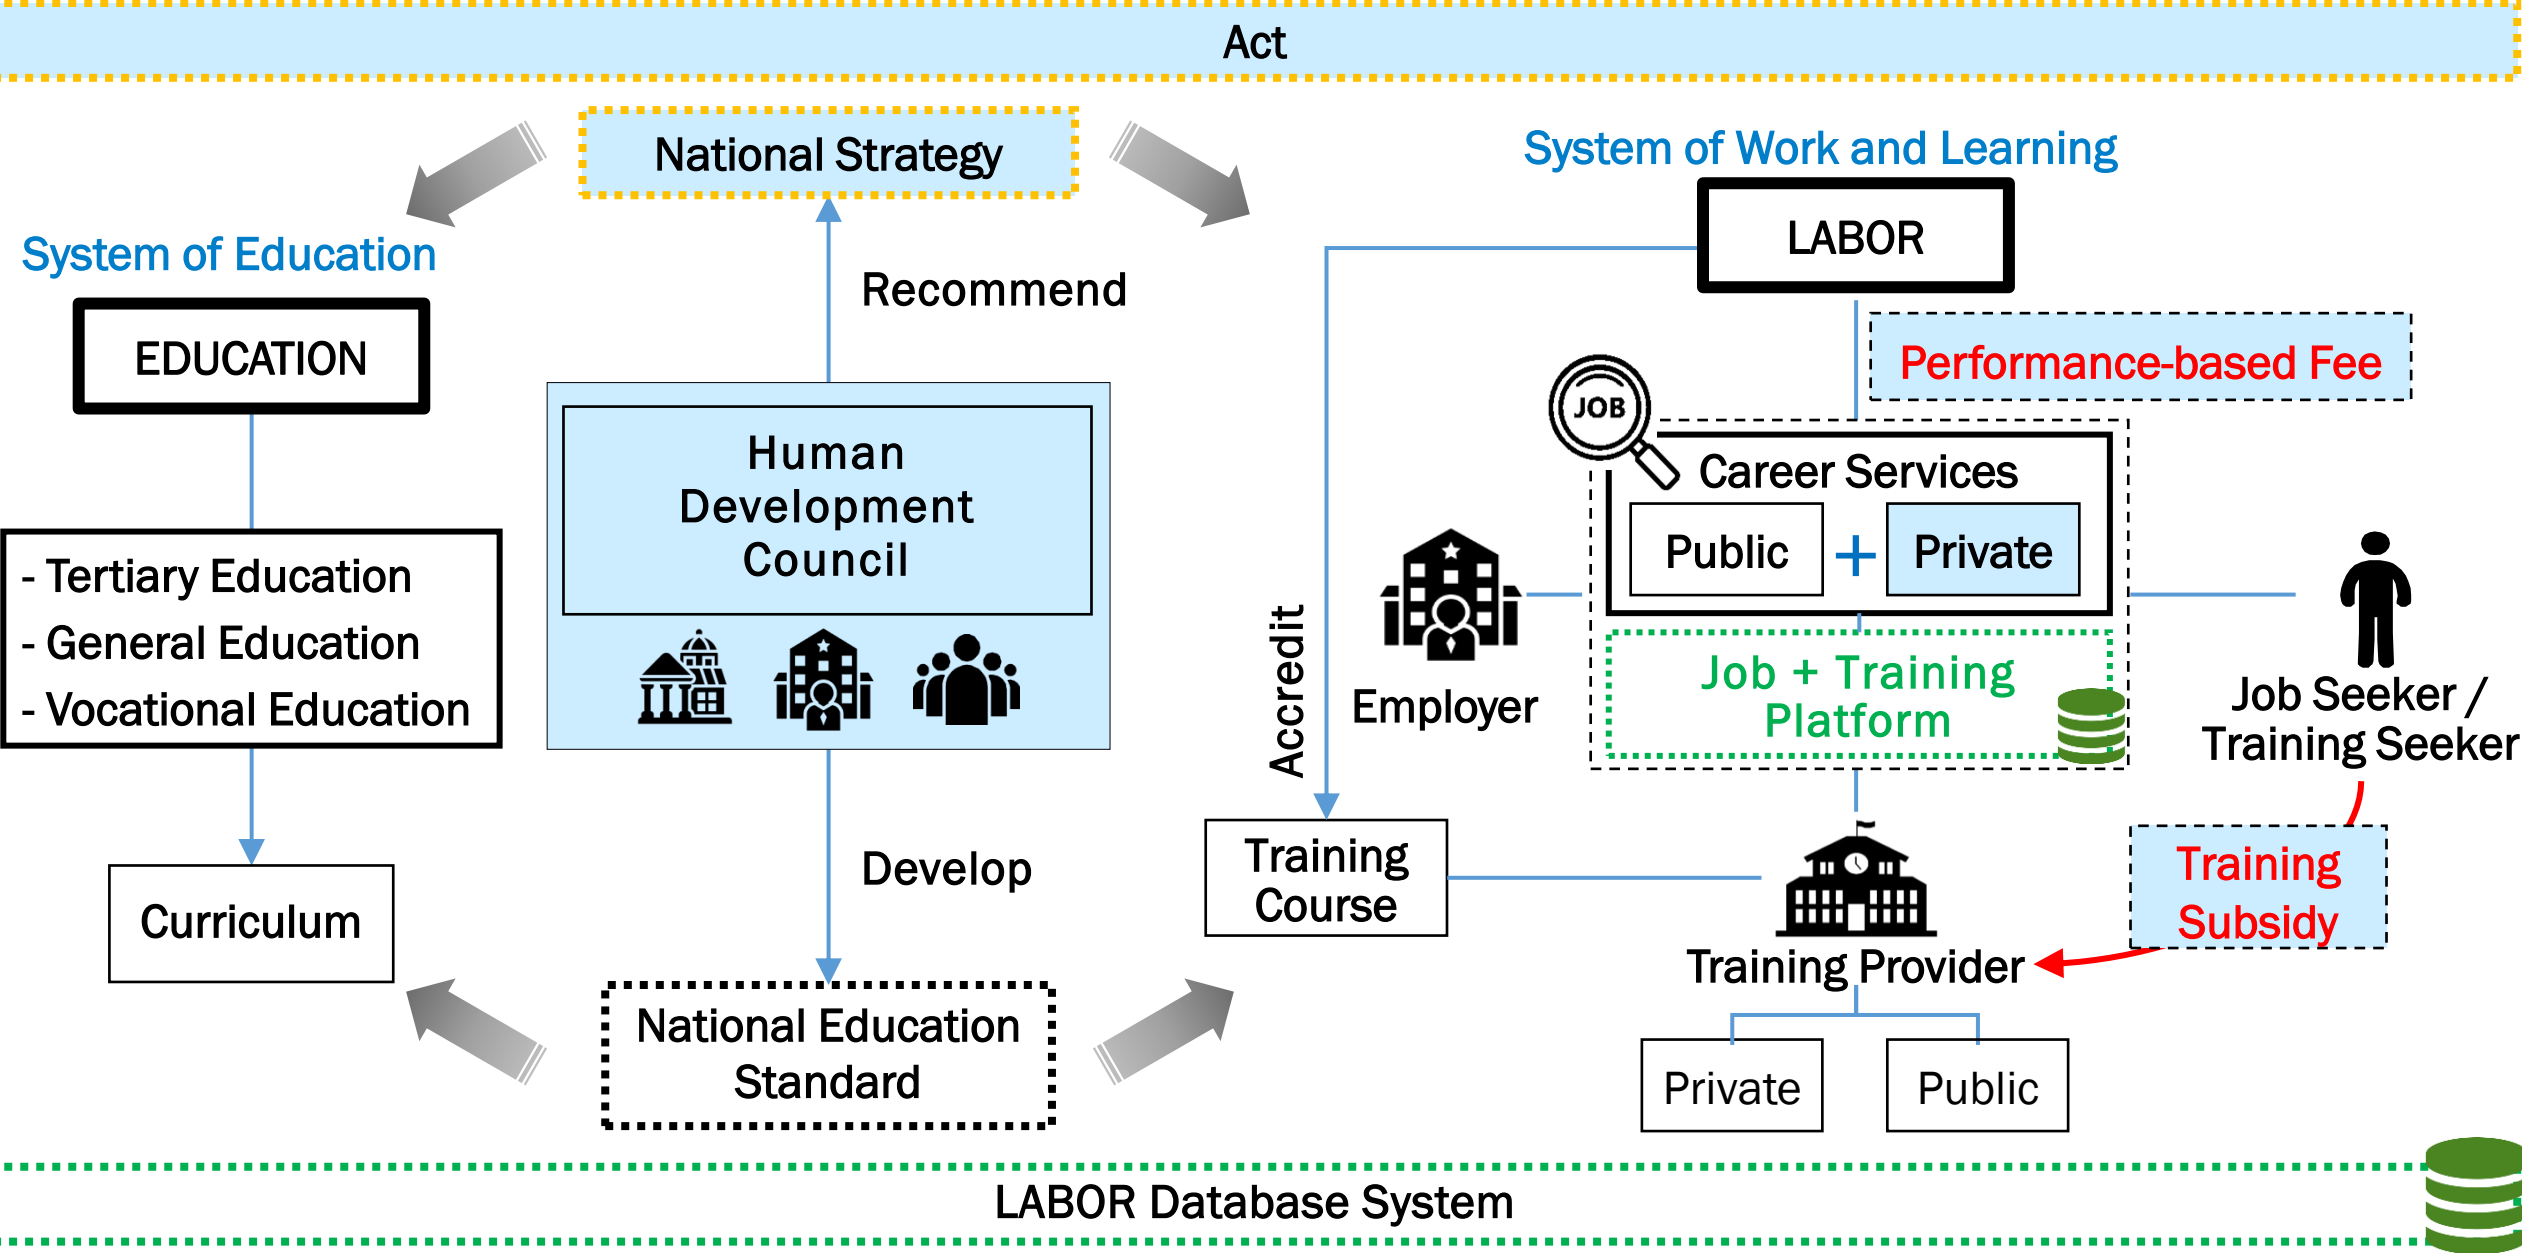 Act
National Strategy
System of Education
EDUCATION
- Tertiary Education
- General Education
- Vocational Education
Curriculum
Recommend
Human
Development
Council
Develop
National Education
Standard
System of Work and Learning
LABOR
Performance-based Fee
JOB
Career Services
Public
+
Private
Job + Training
Platform
Employer
Job Seeker /
Training Seeker
Accredit
Training
Course
Training
Subsidy
Training Provider
Private
Public
LABOR Database System